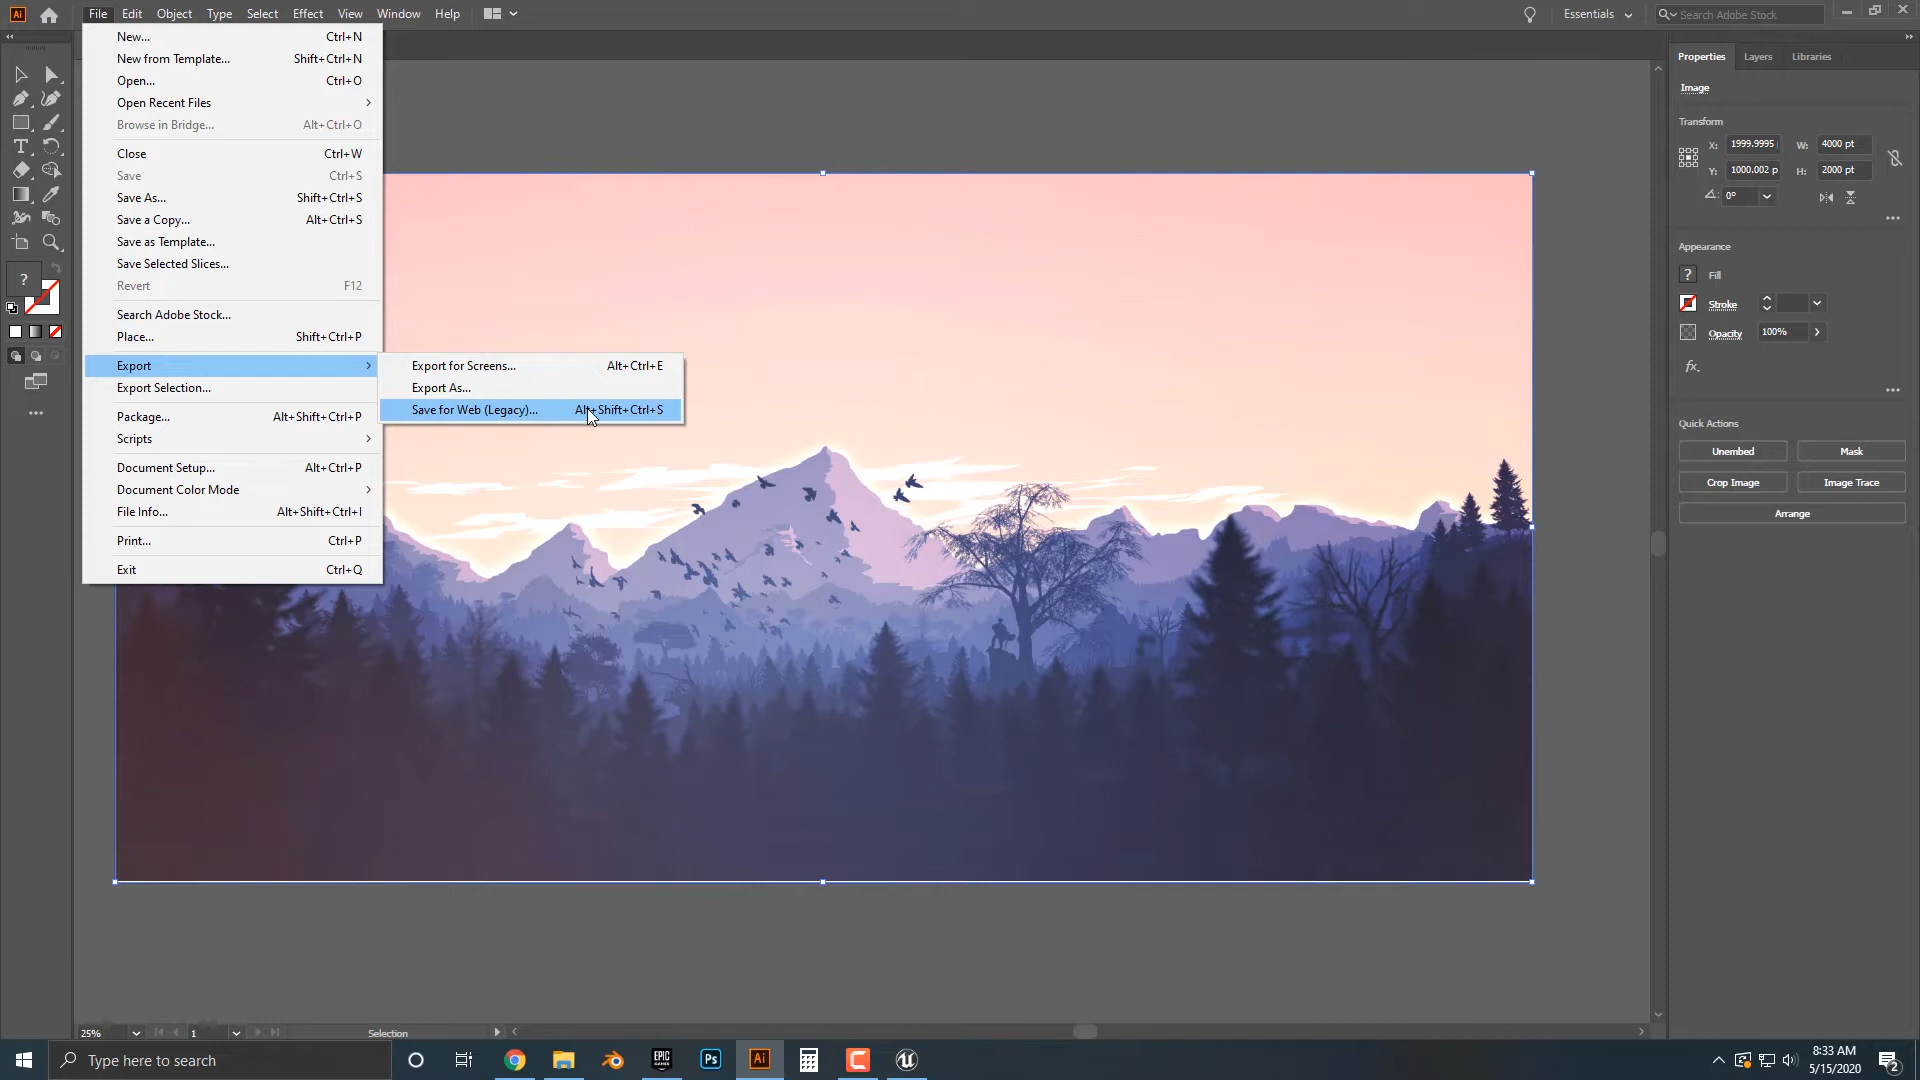 Ai File Edit Object Type Select Effect View Window Help Essentials Search Adobe Stock
New... Ctrl+N
New from Template... Shift+Ctrl+N
Open... Ctrl+O
Open Recent Files
Browse in Bridge... Alt+Ctrl+O
Close Ctrl+W
Save Ctrl+S
Save As... Shift+Ctrl+S
Save a Copy... Alt+Ctrl+S
Save as Template...
Save Selected Slices...
Revert F12
Search Adobe Stock...
Place... Shift+Ctrl+P
Export
Export Selection...
Package... Alt+Shift+Ctrl+P
Scripts
Document Setup... Alt+Ctrl+P
Document Color Mode
File Info... Alt+Shift+Ctrl+I
Print... Ctrl+P
Exit Ctrl+Q
Export for Screens... Alt+Ctrl+E
Export As...
Save for Web (Legacy)... Alt+Shift+Ctrl+S
Properties Layers Libraries
Image
Transform
X: 1999.9995 W: 4000 pt
Y: 1000.002 p H: 2000 pt
0°
Appearance
? Fill
Stroke
Opacity 100%
fx.
Quick Actions
Unembed Mask
Crop Image Image Trace
Arrange
T
?
25% 1 Selection
Type here to search
EPIC GAMES
Ps
Ai
8:33 AM
5/15/2020
2